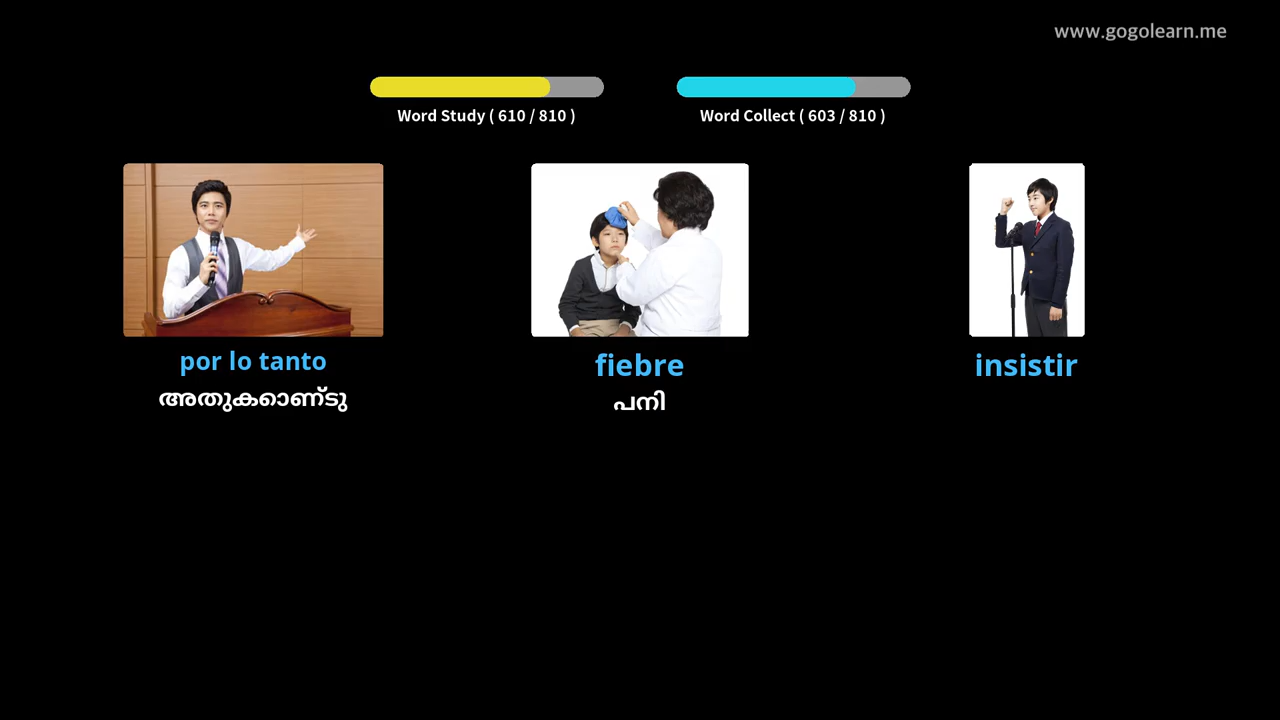 www.gogolearn.me
Word Study ( 610 / 810 )
Word Collect ( 603 / 810 )
por lo tanto
അതുകൊണ്ടു
fiebre
പനി
insistir